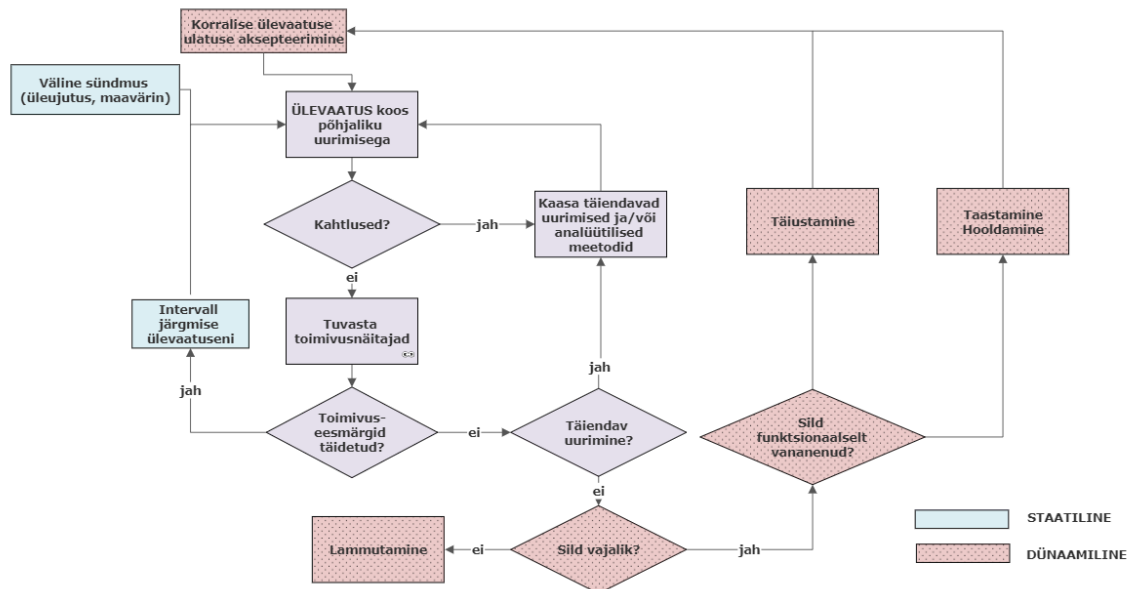 Korralise ülevaatuse
ulatuse aksepteerimine
Väline sündmus
(üleujutus, maavärin)
ÜLEVAATUS koos
põhjaliku
uurimisega
Kahtlused?
jah
Kaasa täiendavad
uurimised ja/või
analüütilised
meetodid
Täiustamine
Taastamine
Hooldamine
ei
Intervall
järgmise
ülevaatuseni
Tuvasta
toimivusnäitajad
jah
jah
Toimivus-
eesmärgid
täidetud?
ei
Täiendav
uurimine?
Sild
funktsionaalselt
vananenud?
ei
Lammutamine
ei
Sild vajalik?
jah
STAATILINE
DÜNAAMILINE